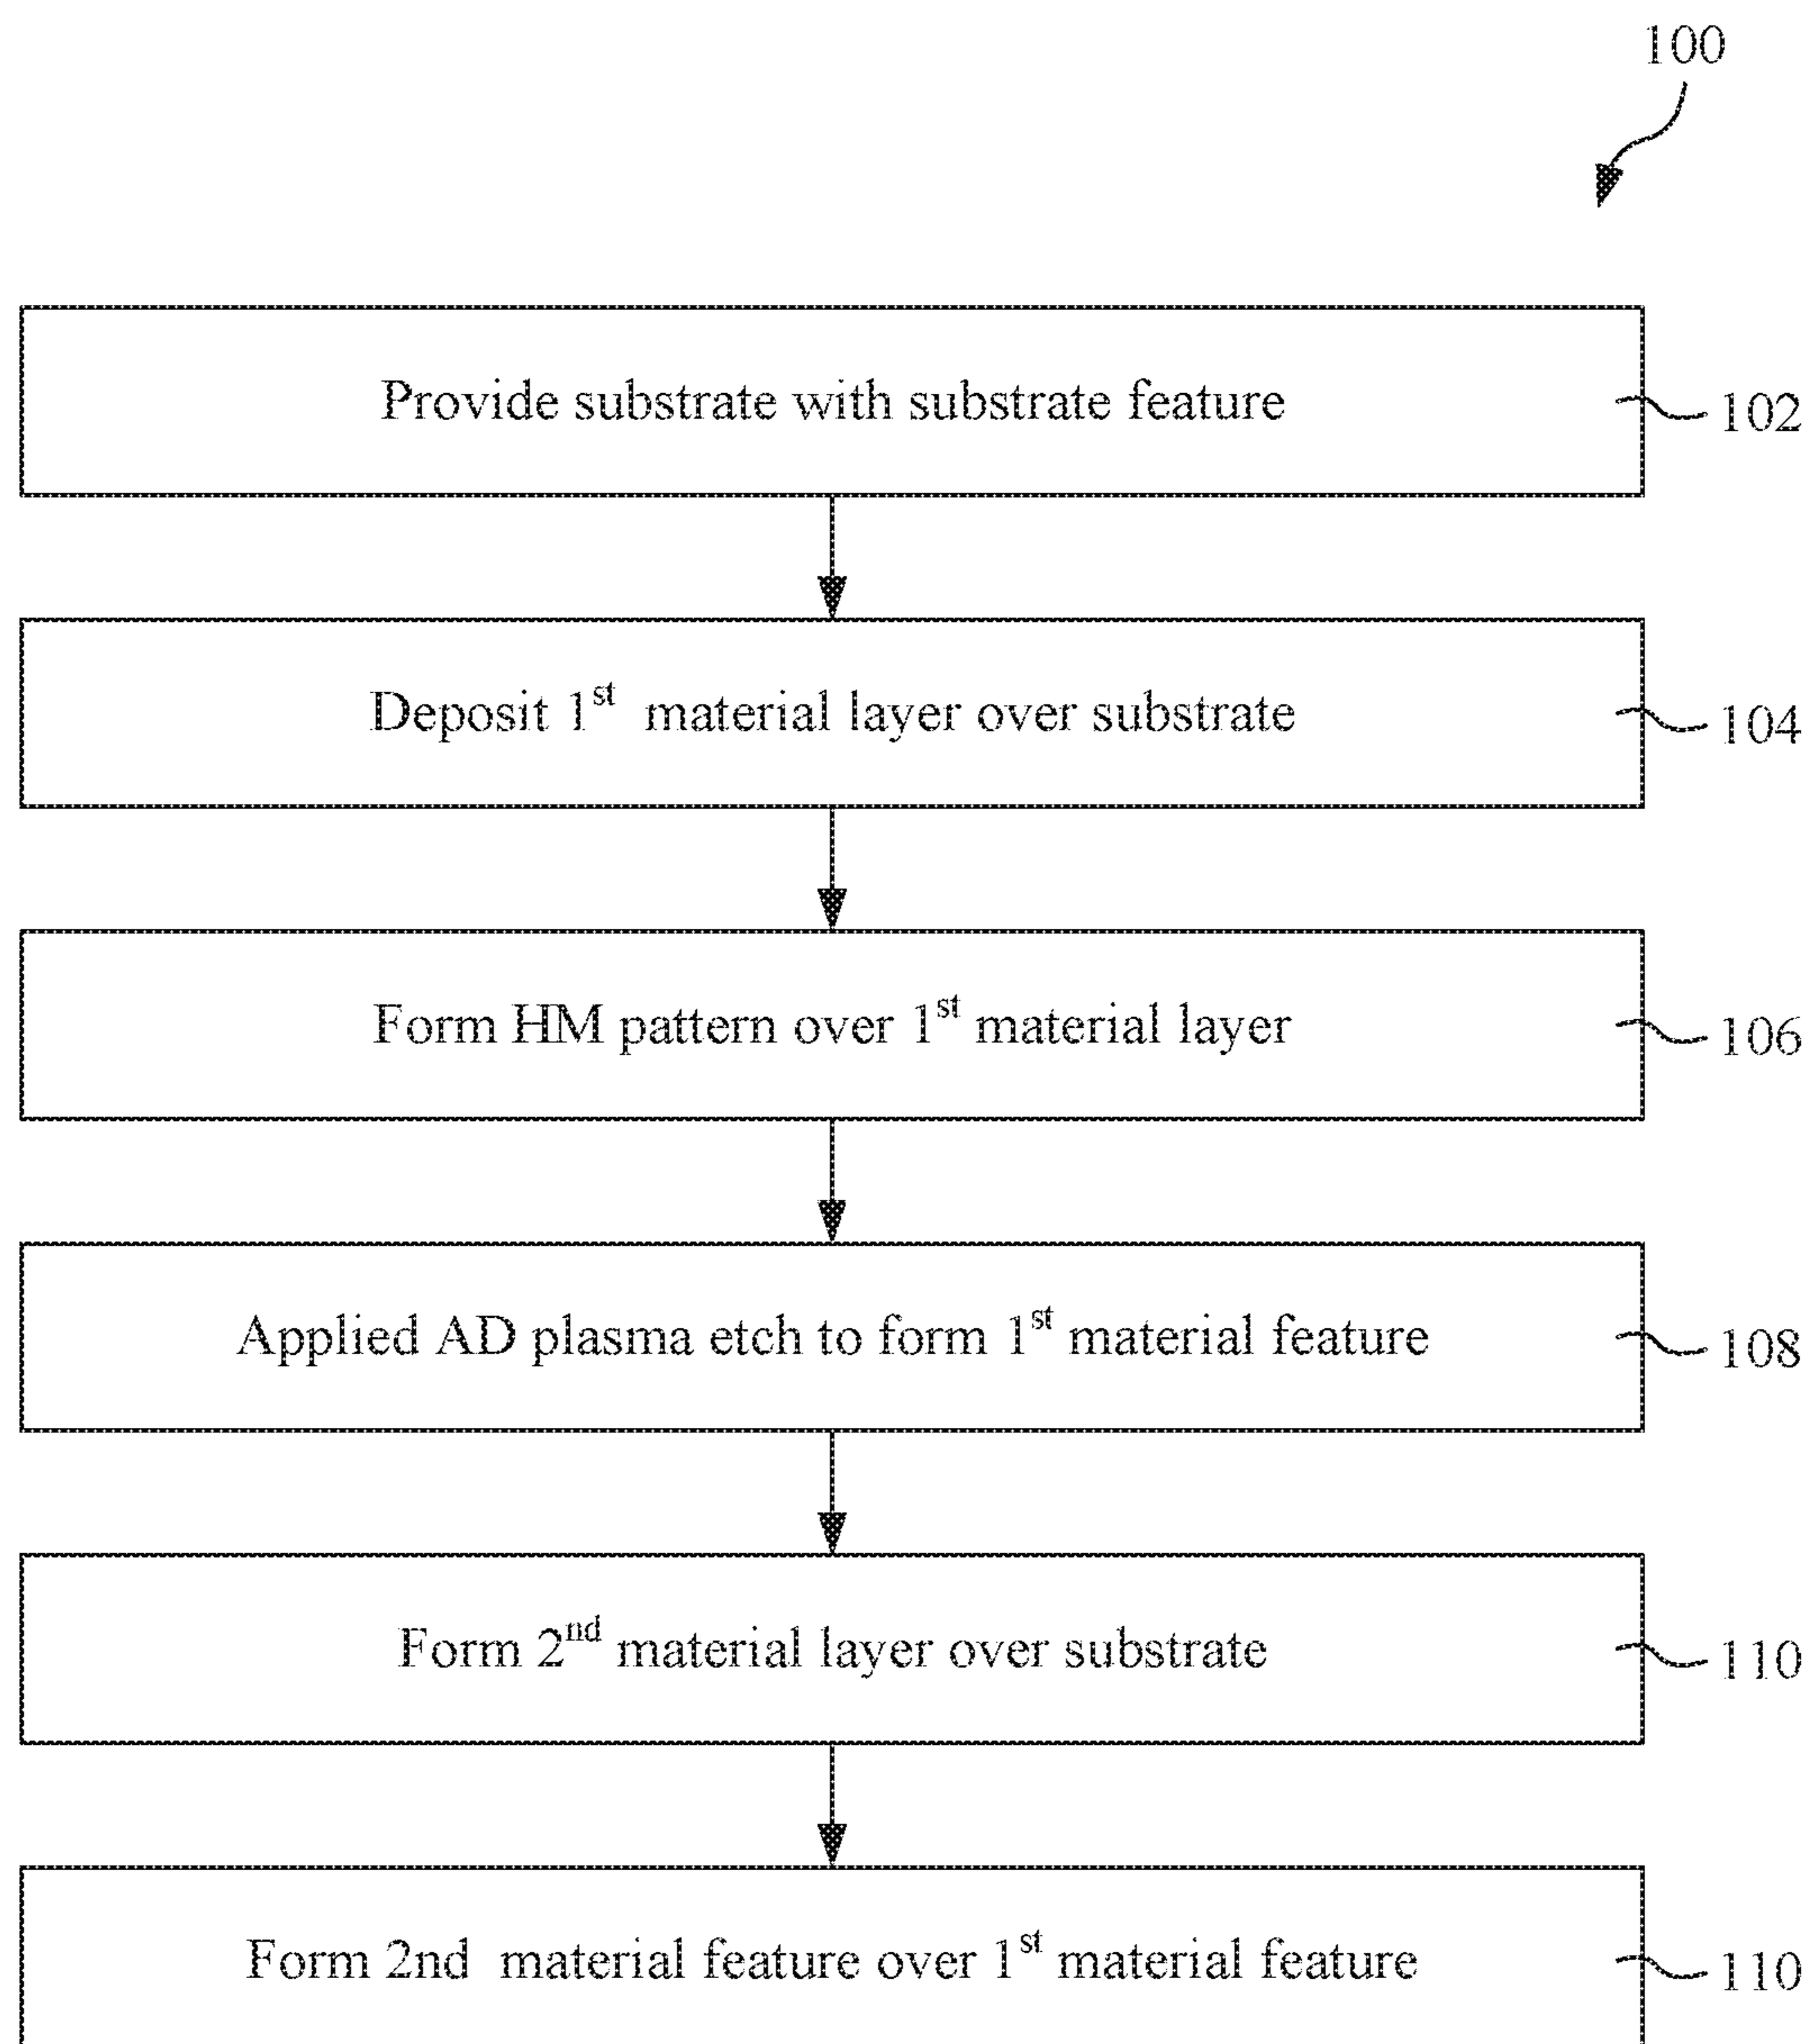 100
Provide substrate with substrate feature
102
Deposit 1st material layer over substrate
104
Form HM pattern over 1st material layer
106
Applied AD plasma etch to form 1st material feature
108
Form 2nd material layer over substrate
110
Form 2nd material feature over 1st material feature
110